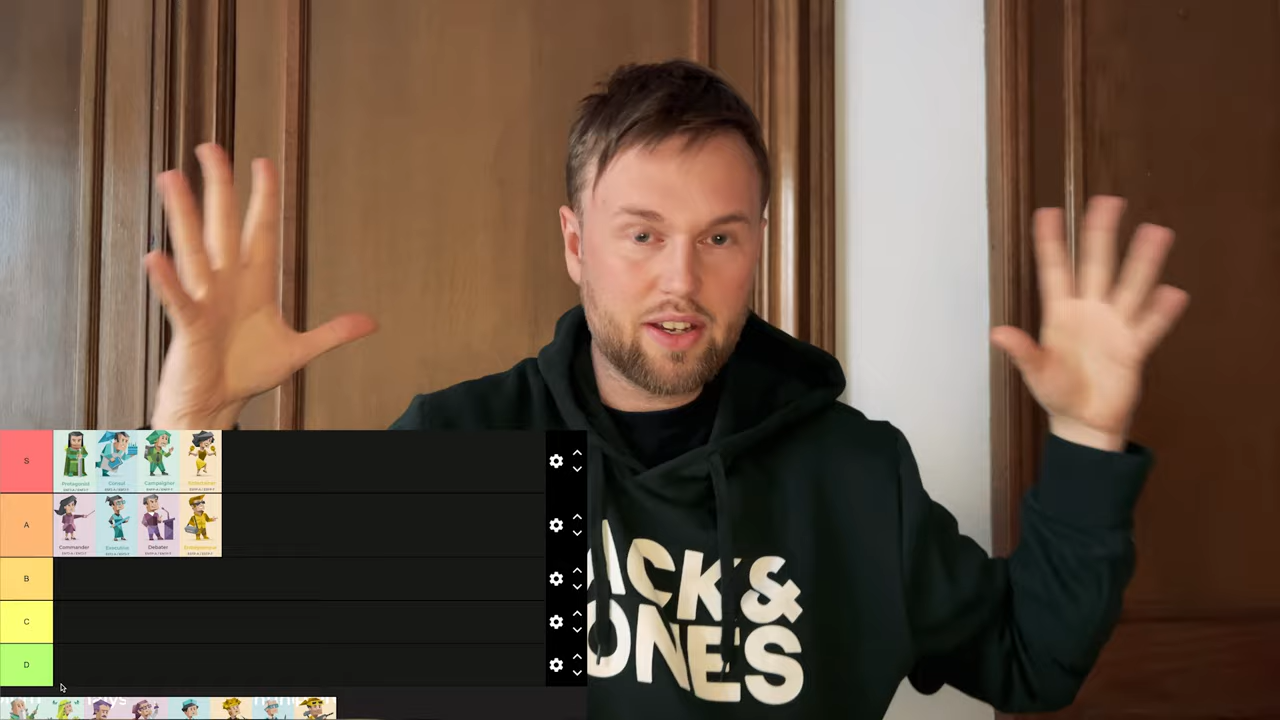 S
Protagonist
Consul
Campaigner
Entertainer
A
Commander
Executive
Debater
Entrepreneur
B
C
D
ACK&
ONES